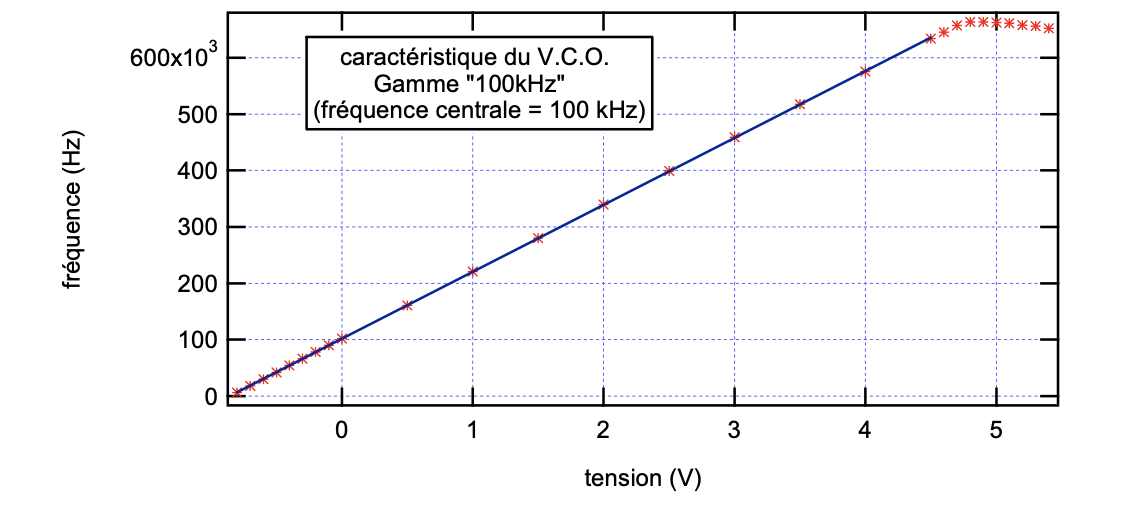 caractéristique du V.C.O.
Gamme "100kHz"
(fréquence centrale = 100 kHz)
fréquence (Hz)
600x10³
500
400
300
200
100
0
0 1 2 3 4 5
tension (V)